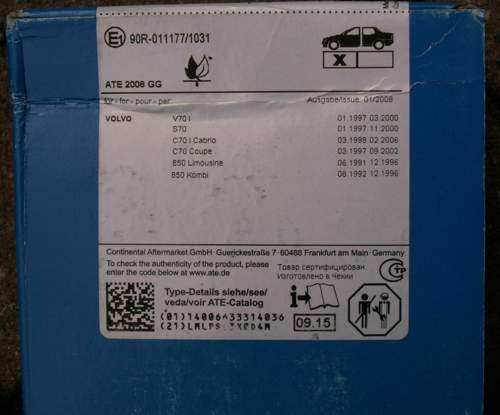 E1 90R-011177/1031
X
ATE 2008 GG
für - for - pour - par: Ausgabe/Issue: 01/2008
VOLVO V70 I 01.1997 03.2000
S70 01.1997 11.2000
C70 I Cabrio 03.1998 02.2006
C70 Coupe 03.1997 09.2002
850 Limousine 06.1991 12.1996
850 Kombi 08.1992 12.1996
Continental Aftermarket GmbH · Guerickestraße 7 · 60488 Frankfurt am Main · Germany
To check the authenticity of the product, please
enter the code below at www.ate.de
Товар сертифицирован.
Изготовлено в Чехии
Type-Details siehe/see/
veda/voir ATE-Catalog
(01)14006633314036
(21)
09.15